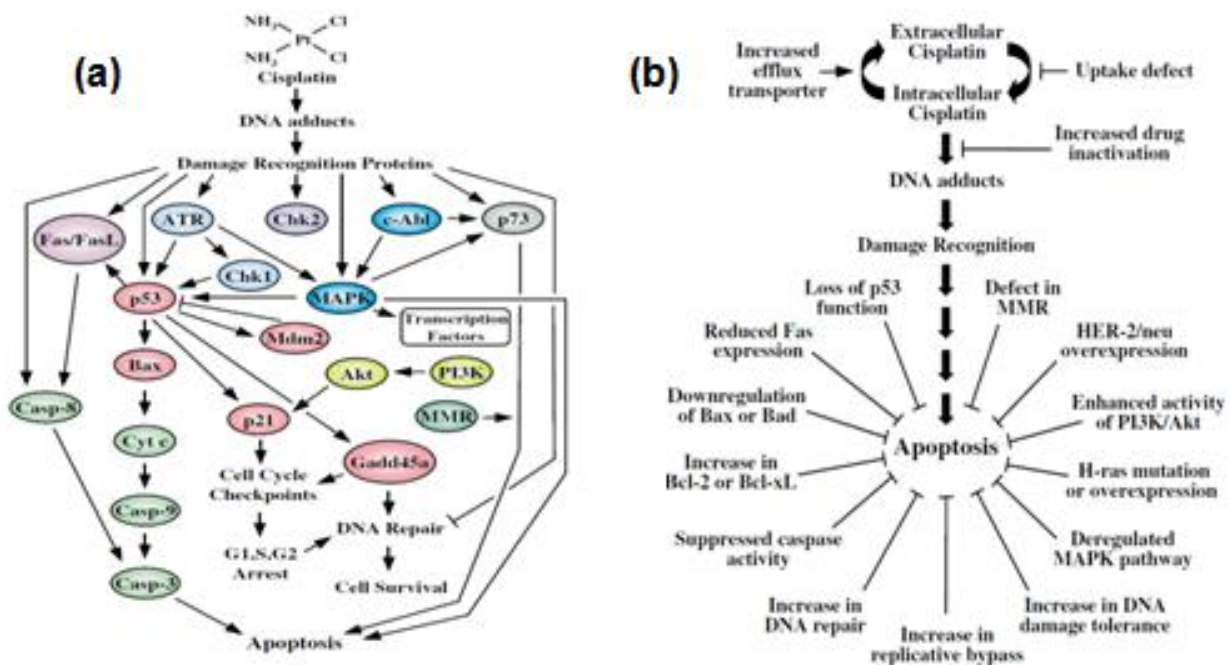 (a)
NH3
Cl
Pt
NH3
Cl
Cisplatin
DNA adducts
Damage Recognition Proteins
Fas/FasL
ATR
Chk2
c-Abl
p73
Chk1
p53
MAPK
Mdm2
Transcription
Factors
Bax
Akt
PI3K
Casp-8
p21
MMR
Cyt c
Gadd45a
Cell Cycle
Checkpoints
Casp-9
DNA Repair
G1,S,G2
Arrest
Casp-3
Cell Survival
Apoptosis
(b)
Extracellular
Cisplatin
Increased
efflux
transporter
Uptake defect
Intracellular
Cisplatin
Increased drug
inactivation
DNA adducts
Damage Recognition
Loss of p53
function
Defect in
MMR
Reduced Fas
expression
HER-2/neu
overexpression
Downregulation
of Bax or Bad
Enhanced activity
of PI3K/Akt
Apoptosis
Increase in
Bcl-2 or Bcl-xL
H-ras mutation
or overexpression
Suppressed caspase
activity
Deregulated
MAPK pathway
Increase in
DNA repair
Increase in
replicative bypass
Increase in DNA
damage tolerance